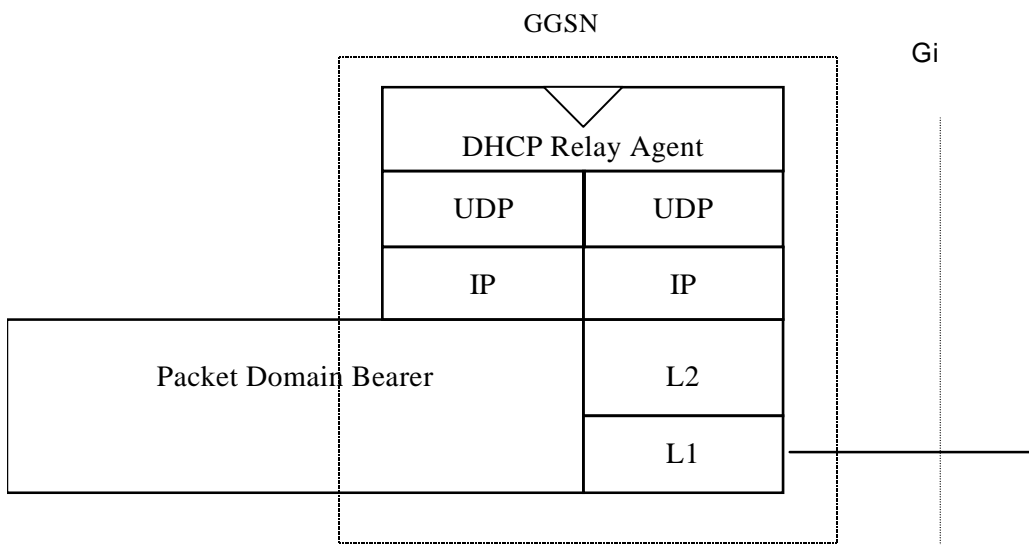 GGSN
Gi
DHCP Relay Agent
UDP UDP
IP IP
Packet Domain Bearer L2
L1